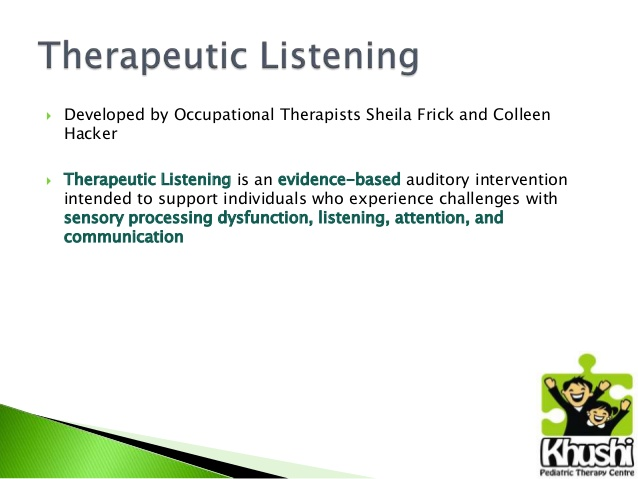 Therapeutic Listening
Developed by Occupational Therapists Sheila Frick and Colleen
Hacker
Therapeutic Listening is an evidence-based auditory intervention
intended to support individuals who experience challenges with
sensory processing dysfunction, listening, attention, and
communication
Khushi
Pediatric Therapy Centre